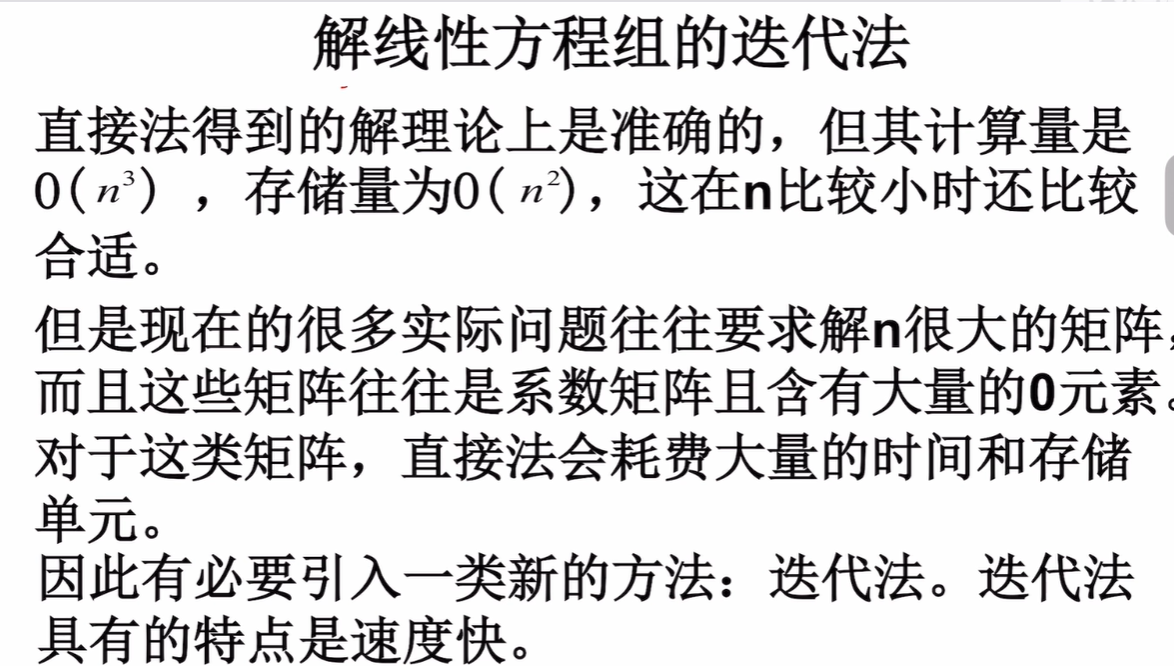 解线性方程组的迭代法
直接法得到的解理论上是准确的，但其计算量是
O(n³)，存储量为O(n²)，这在n比较小时还比较
合适。
但是现在的很多实际问题往往要求解n很大的矩阵，
而且这些矩阵往往是系数矩阵且含有大量的0元素。
对于这类矩阵，直接法会耗费大量的时间和存储
单元。
因此有必要引入一类新的方法：迭代法。迭代法
具有的特点是速度快。